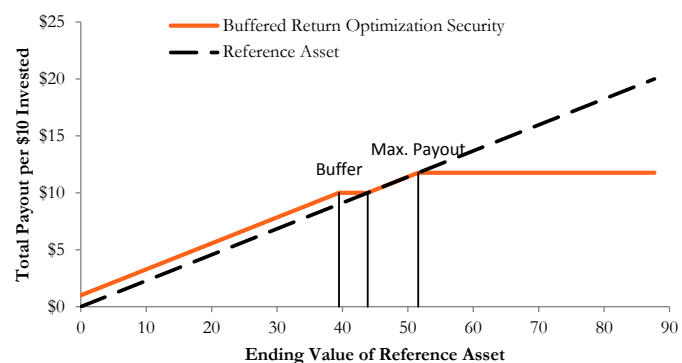 $25
Buffered Return Optimization Security
Reference Asset
$20
$15
Max. Payout
Buffer
$10
$5
$0
0 10 20 30 40 50 60 70 80 90
Total Payout per $10 Invested
Ending Value of Reference Asset